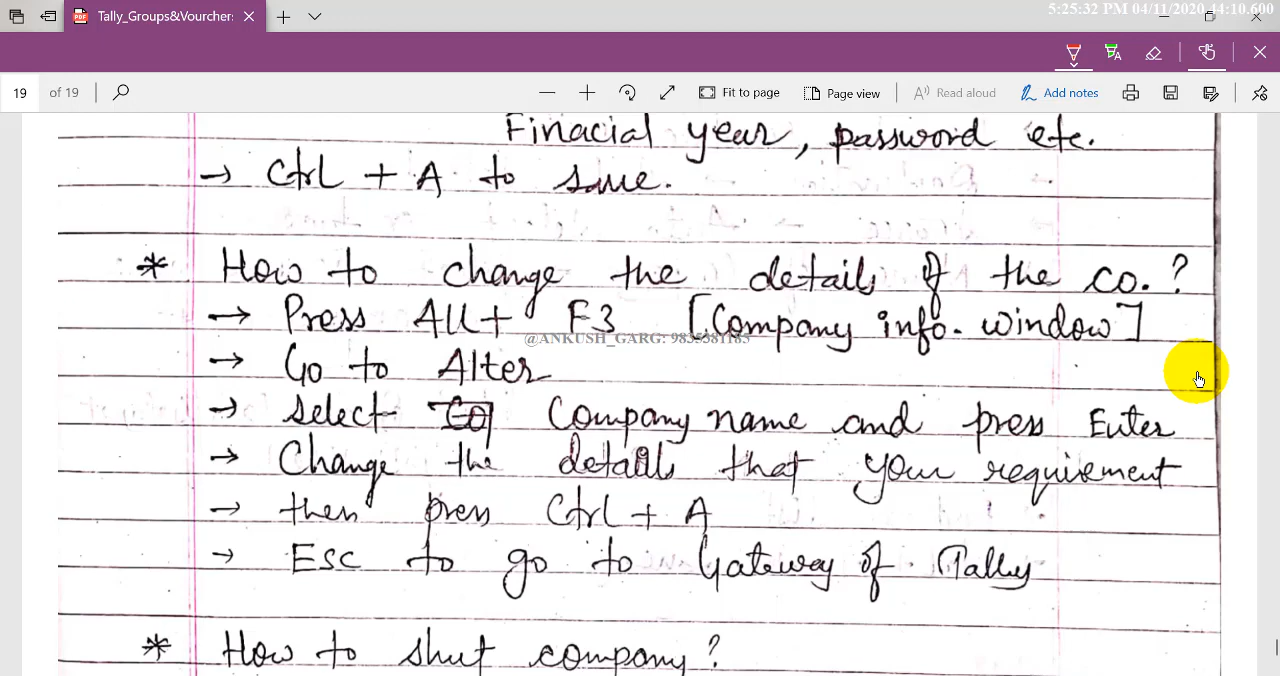 Tally_Groups&Vourchers
5:25:32 PM 04/11/2020 44:10.600
19 of 19
Fit to page
Page view
Read aloud
Add notes
Finacial year, password etc.
→ Ctrl + A to save.
* How to change the details of the co.?
→ Press Alt + F3 [Company info. window]
@ANKUSH_GARG: 9835381185
→ Go to Alter
→ Select Co Company name and press Enter
→ Change the details that your requirement
→ then press Ctrl + A
→ Esc to go to Gateway of Tally
* How to shut company?